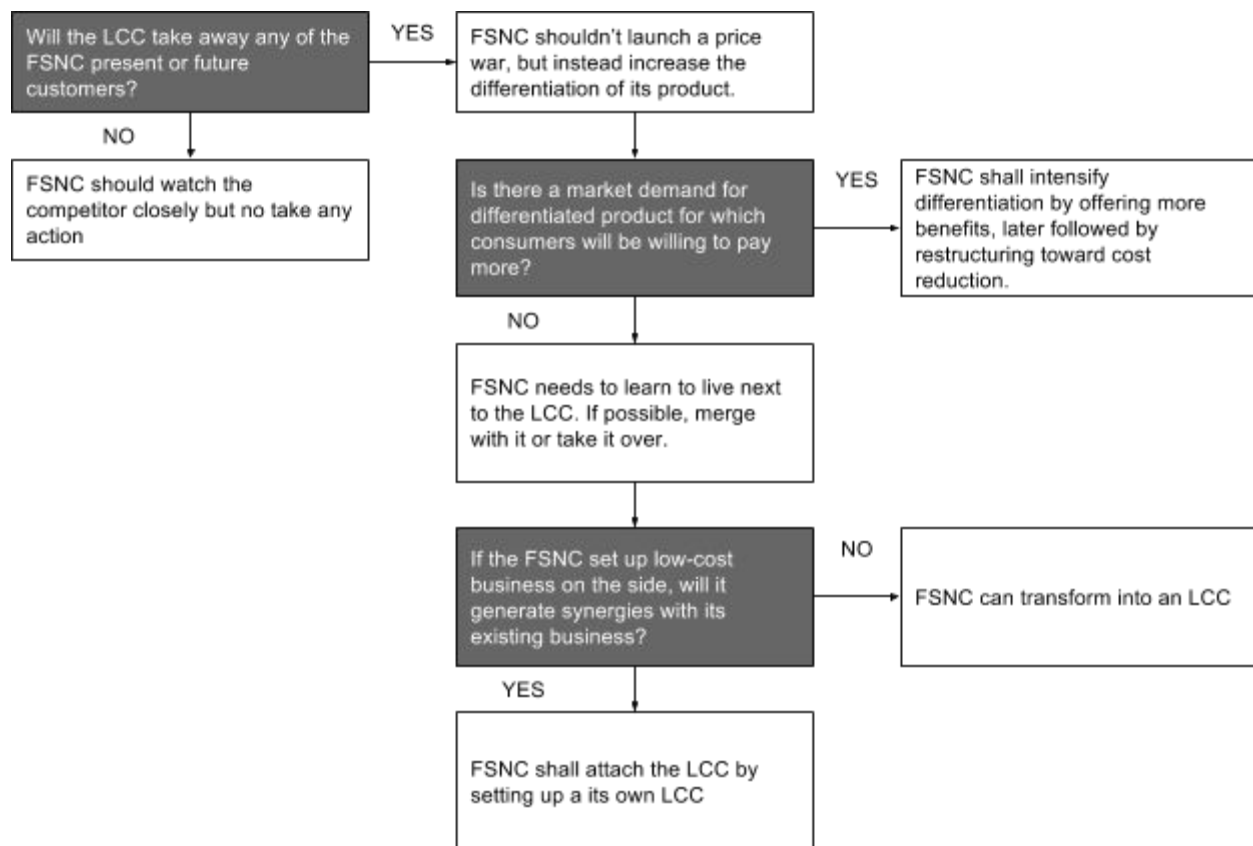 Will the LCC take away any of the
FSNC present or future
customers?
YES
FSNC shouldn't launch a price
war, but instead increase the
differentiation of its product.
NO
FSNC should watch the
competitor closely but no take any
action
Is there a market demand for
differentiated product for which
consumers will be willing to pay
more?
YES
FSNC shall intensify
differentiation by offering more
benefits, later followed by
restructuring toward cost
reduction.
NO
FSNC needs to learn to live next
to the LCC. If possible, merge
with it or take it over.
If the FSNC set up low-cost
business on the side, will it
generate synergies with its
existing business?
NO
FSNC can transform into an LCC
YES
FSNC shall attach the LCC by
setting up a its own LCC